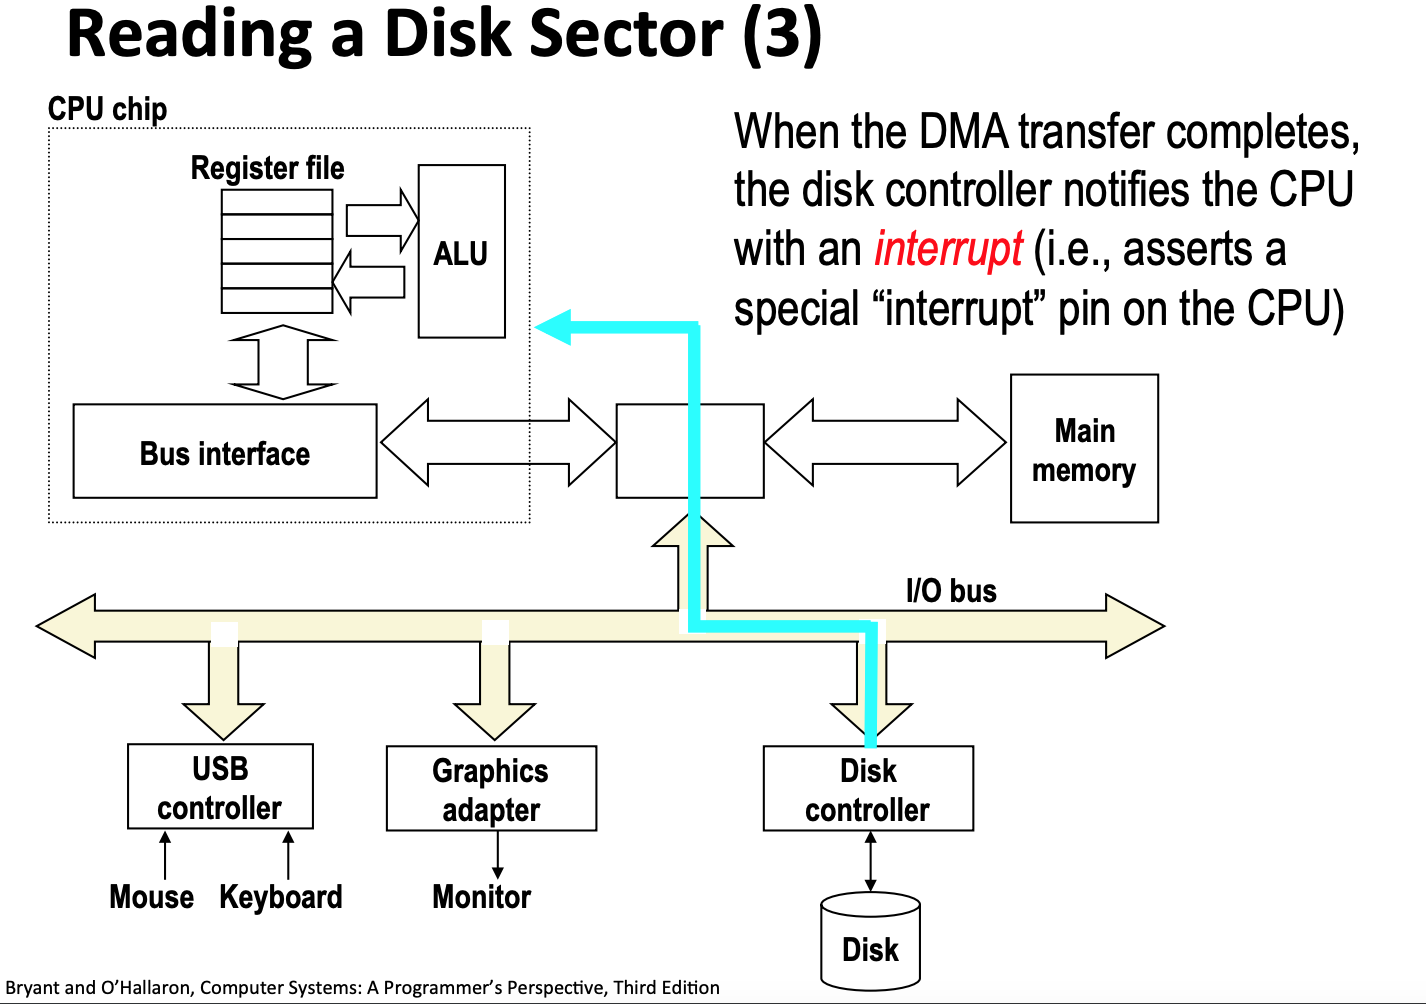 Reading a Disk Sector (3)
CPU chip
Register file
ALU
When the DMA transfer completes,
the disk controller notifies the CPU
with an interrupt (i.e., asserts a
special “interrupt” pin on the CPU)
Bus interface
Main
memory
I/O bus
USB
controller
Graphics
adapter
Disk
controller
Mouse
Keyboard
Monitor
Disk
Bryant and O’Hallaron, Computer Systems: A Programmer’s Perspective, Third Edition